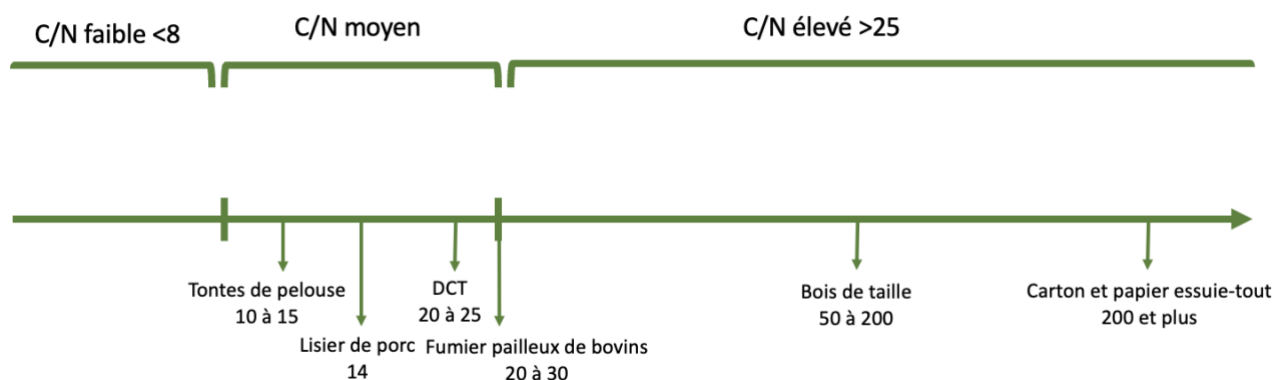 C/N faible <8
C/N moyen
C/N élevé >25
Tontes de pelouse
10 à 15
Lisier de porc
14
DCT
20 à 25
Fumier pailleux de bovins
20 à 30
Bois de taille
50 à 200
Carton et papier essuie-tout
200 et plus